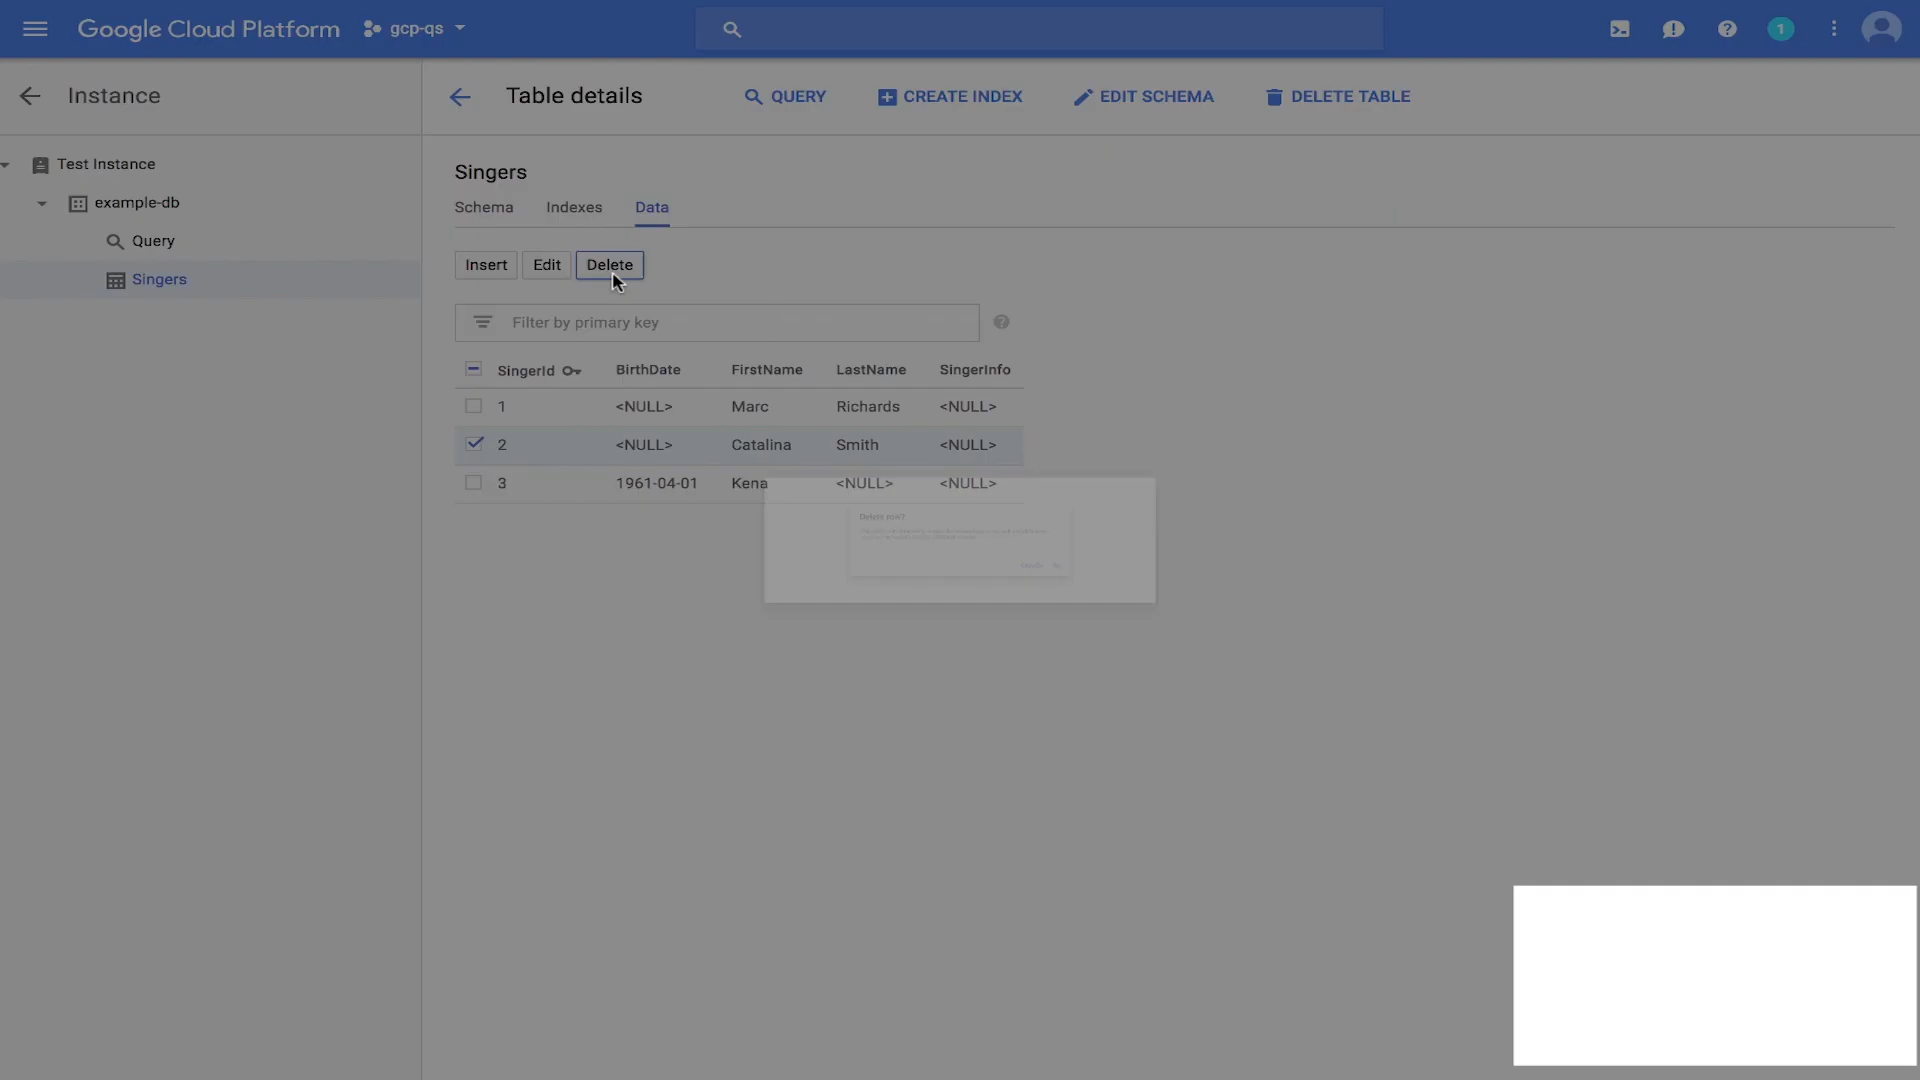 Google Cloud Platform gcp-qs 1
Instance
Table details QUERY CREATE INDEX EDIT SCHEMA DELETE TABLE
Test Instance
example-db
Query
Singers
Singers
Schema Indexes Data
Insert Edit Delete
Filter by primary key
SingerId BirthDate FirstName LastName SingerInfo
1 <NULL> Marc Richards <NULL>
2 <NULL> Catalina Smith <NULL>
3 1961-04-01 Kena <NULL> <NULL>